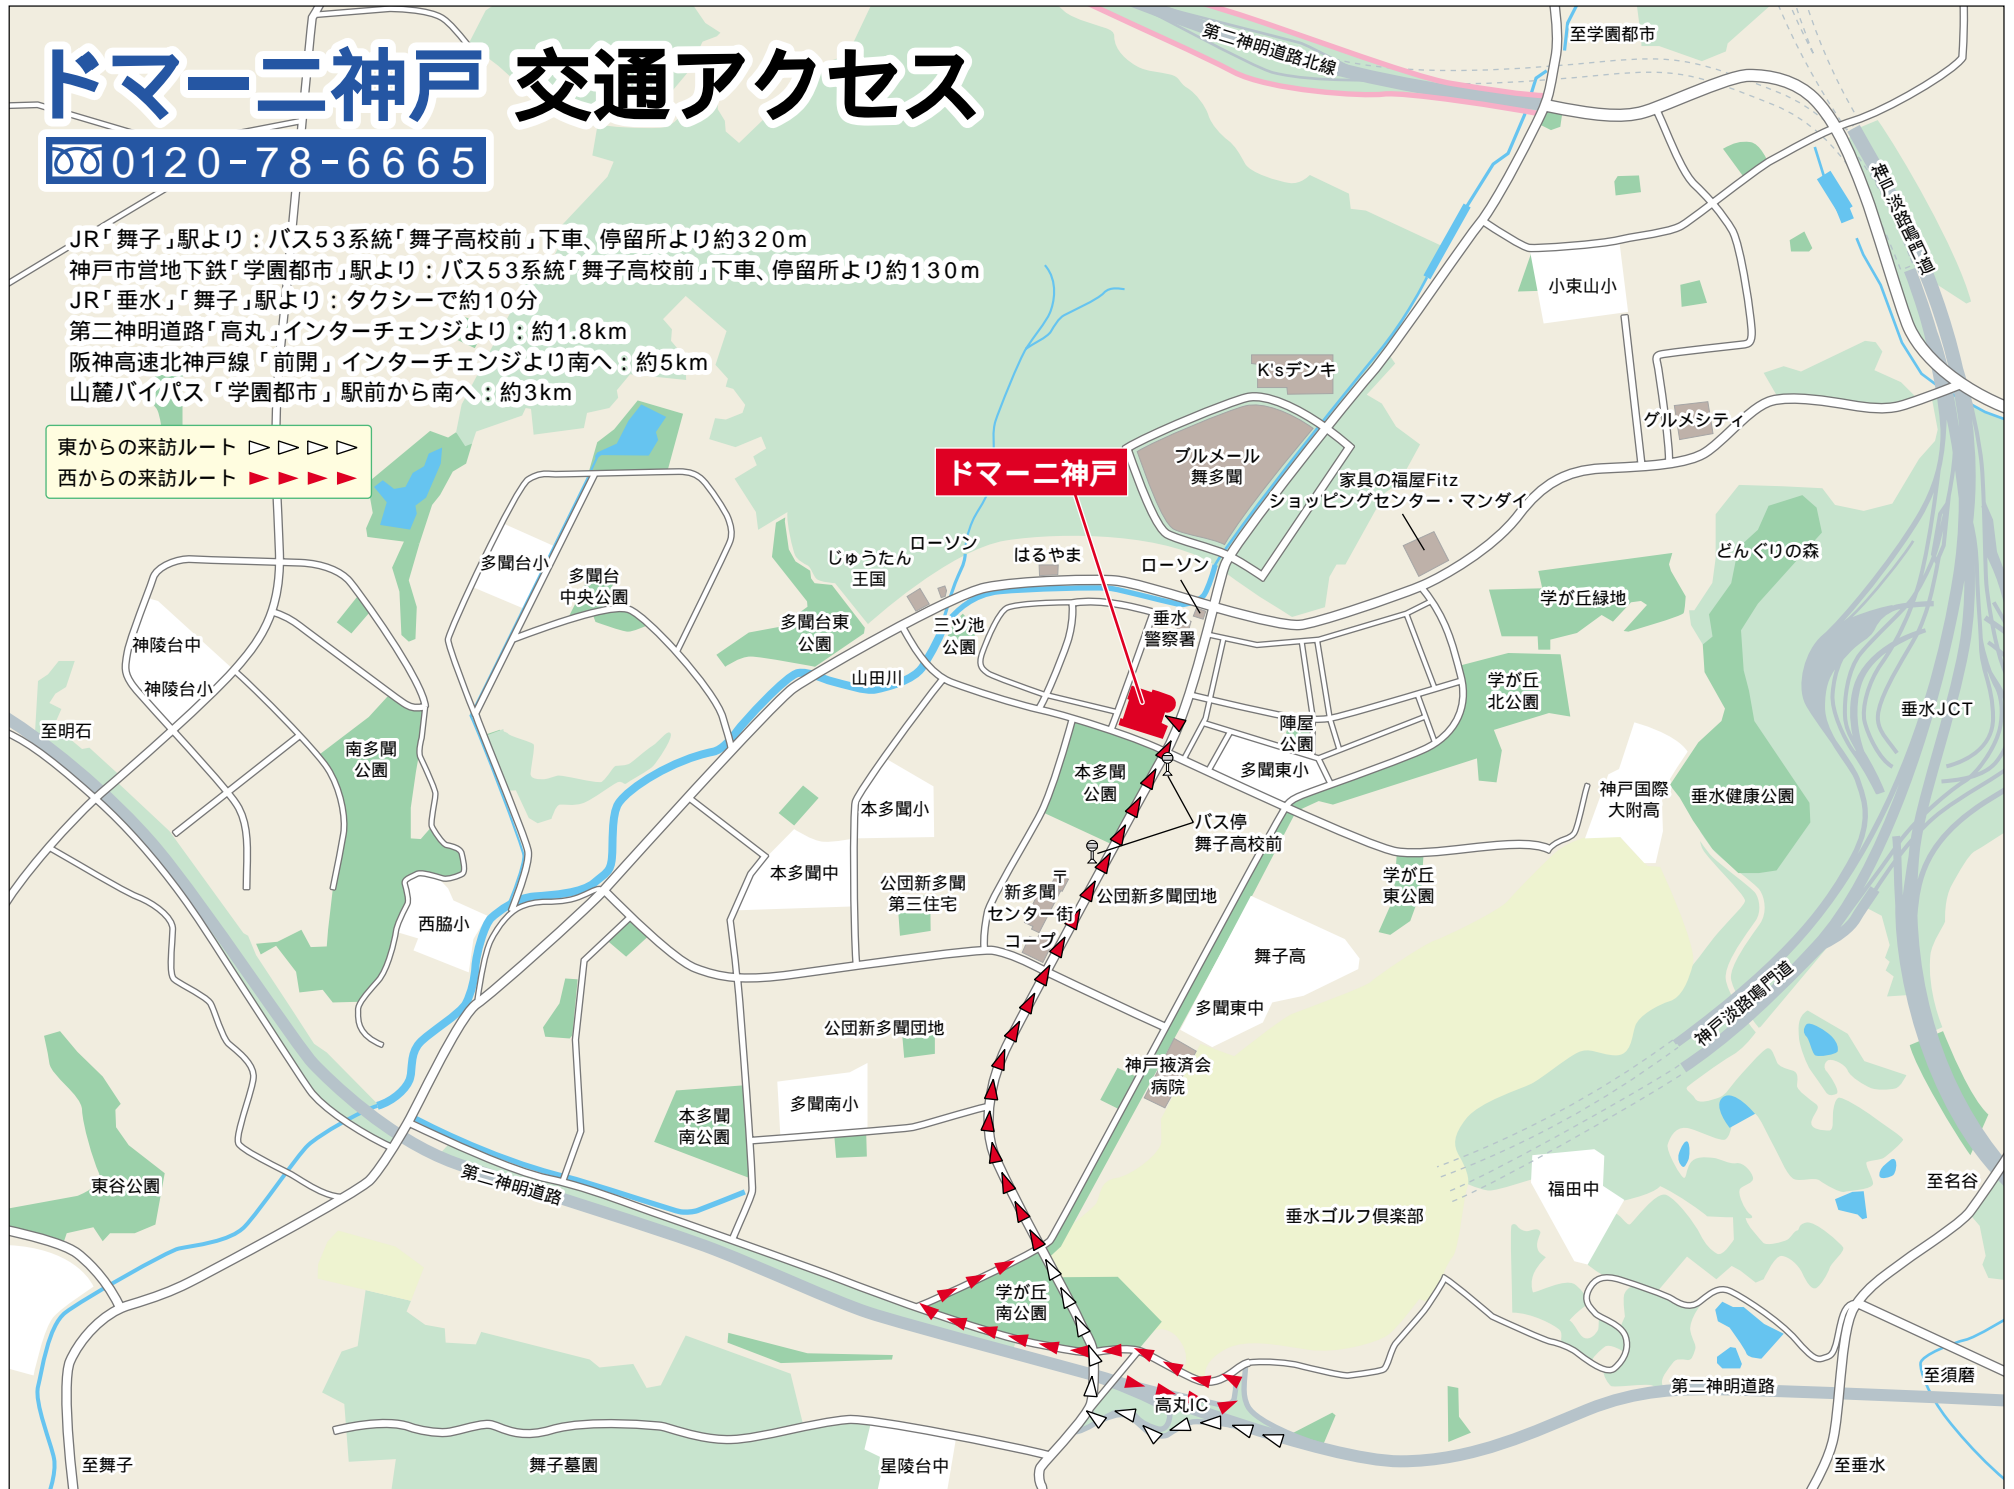 ドマーニ神戸 交通アクセス
0120-78-6665
JR「舞子」駅より：バス53系統「舞子高校前」下車、停留所より約320m
神戸市営地下鉄「学園都市」駅より：バス53系統「舞子高校前」下車、停留所より約130m
JR「垂水」「舞子」駅より：タクシーで約10分
第二神明道路「高丸」インターチェンジより：約1.8km
阪神高速北神戸線「前開」インターチェンジより南へ：約5km
山麓バイパス「学園都市」駅前から南へ：約3km
東からの来訪ルート
西からの来訪ルート
第二神明道路北線
至学園都市
神戸淡路鳴門道
小束山小
K'sデンキ
グルメシティ
ブルメール
舞多聞
ドマーニ神戸
家具の福屋Fitz
ショッピングセンター・マンダイ
どんぐりの森
多聞台小
多聞台
中央公園
じゅうたん
王国
ローソン
はるやま
ローソン
学が丘緑地
多聞台東
公園
三ツ池
公園
垂水
警察署
神陵台中
神陵台小
山田川
学が丘
北公園
垂水JCT
至明石
南多聞
公園
陣屋
公園
多聞東小
本多聞
公園
本多聞小
神戸国際
大附高
垂水健康公園
バス停
舞子高校前
本多聞中
公団新多聞
第三住宅
〒
新多聞
センター街
コープ
公団新多聞団地
学が丘
東公園
西脇小
舞子高
多聞東中
神戸淡路鳴門道
公団新多聞団地
神戸掖済会
病院
多聞南小
本多聞
南公園
東谷公園
第二神明道路
福田中
至名谷
垂水ゴルフ倶楽部
学が丘
南公園
高丸IC
第二神明道路
至須磨
至舞子
舞子墓園
星陵台中
至垂水